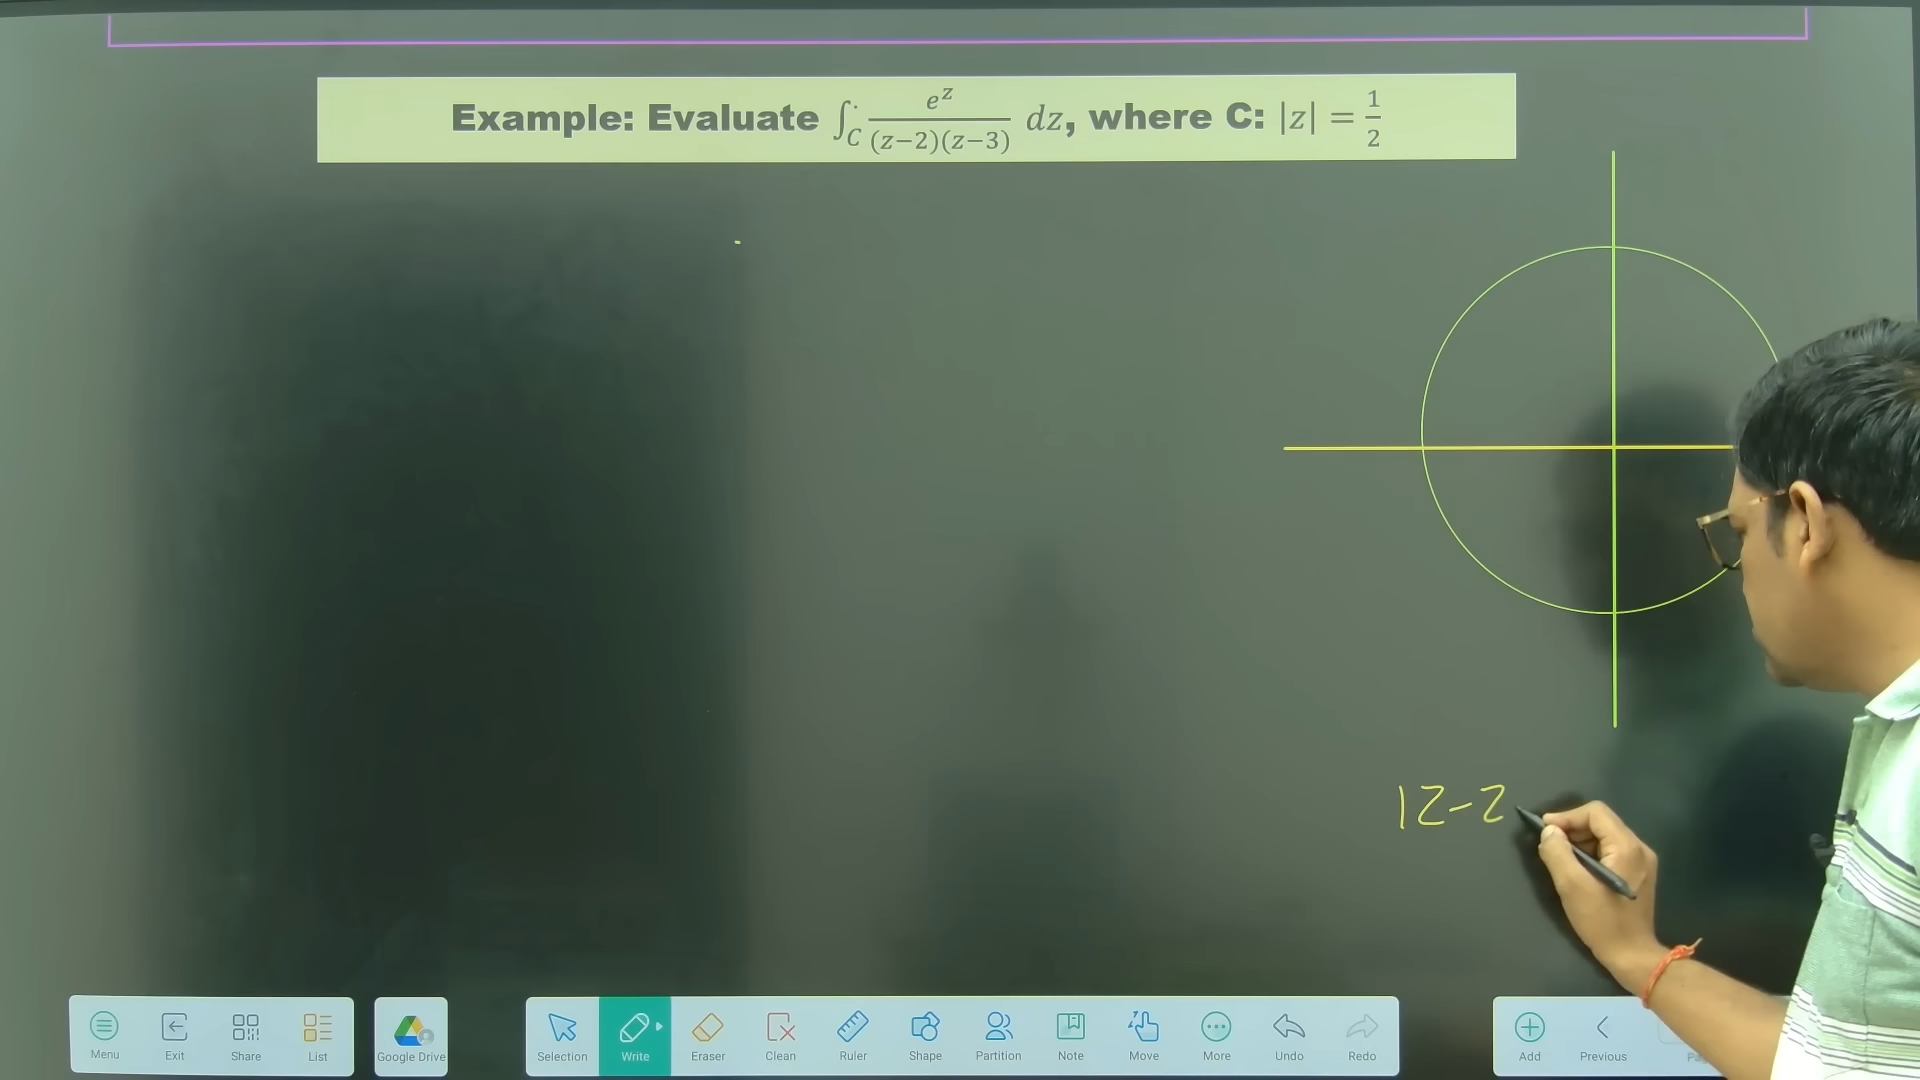 Example: Evaluate ∫_C e^z/((z−2)(z−3)) dz, where C: |z| = 1/2
|z-2
Menu
Exit
Share
List
Google Drive
Selection
Write
Eraser
Clean
Ruler
Shape
Partition
Note
Move
More
Undo
Redo
Add
Previous